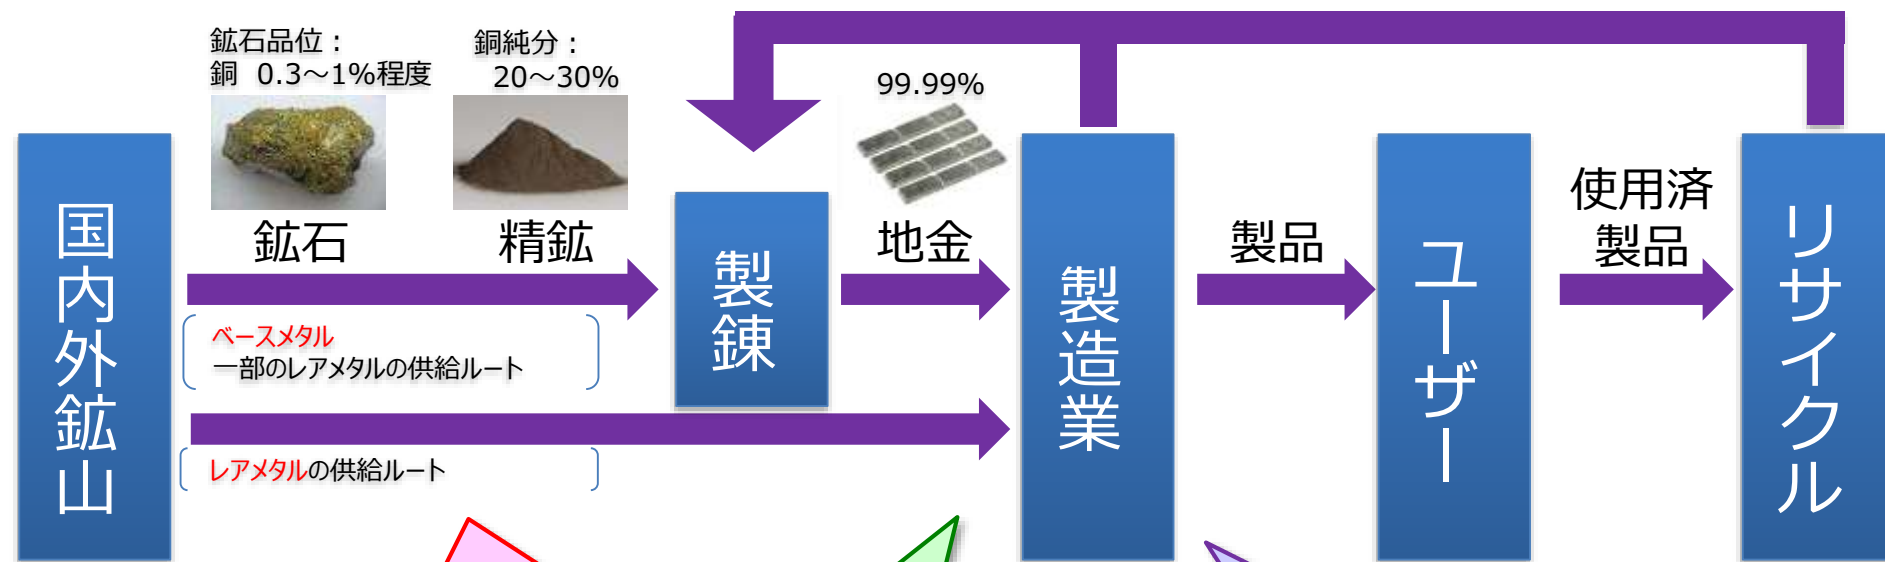 鉱石品位：
銅 0.3～1%程度
銅純分：
20～30%
99.99%
鉱石
精鉱
地金
製品
使用済
製品
国内外鉱山
製錬
製造業
ユーザー
リサイクル
ベースメタル
一部のレアメタルの供給ルート
レアメタルの供給ルート